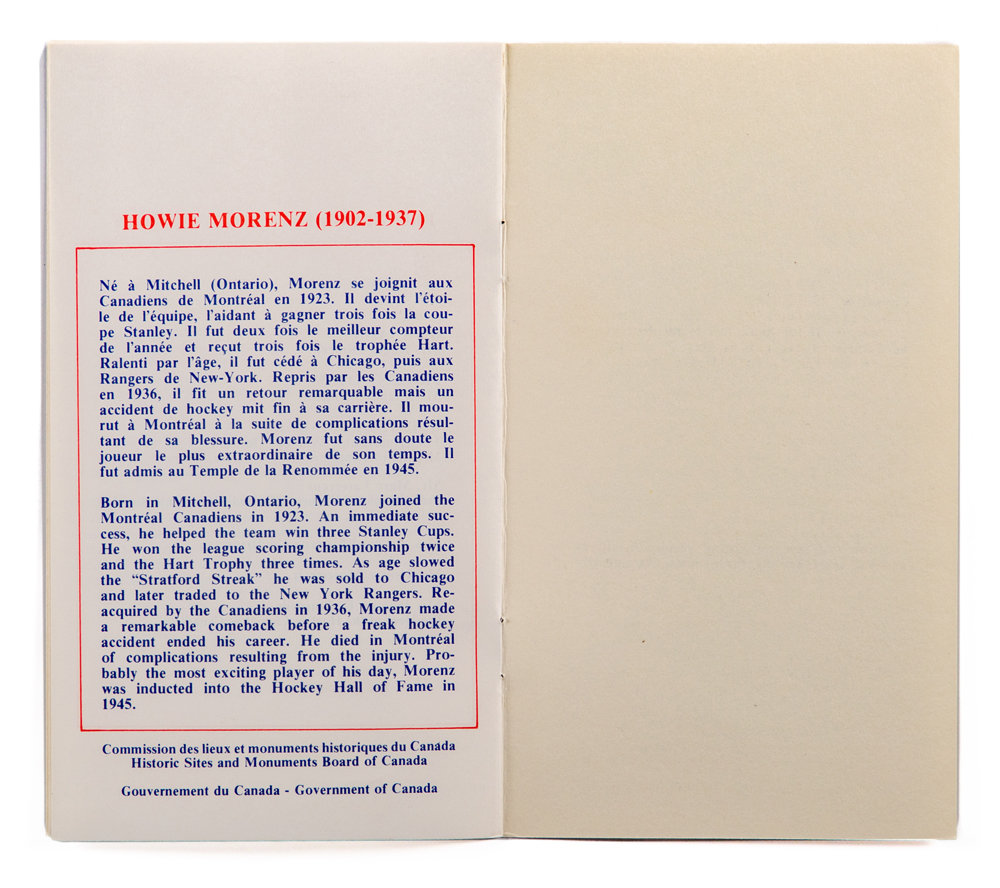 HOWIE MORENZ (1902-1937)
Né à Mitchell (Ontario), Morenz se joignit aux
Canadiens de Montréal en 1923. Il devint l'étoi-
le de l'équipe, l'aidant à gagner trois fois la cou-
pe Stanley. Il fut deux fois le meilleur compteur
de l'année et reçut trois fois le trophée Hart.
Ralenti par l'âge, il fut cédé à Chicago, puis aux
Rangers de New-York. Repris par les Canadiens
en 1936, il fit un retour remarquable mais un
accident de hockey mit fin à sa carrière. Il mou-
rut à Montréal à la suite de complications résul-
tant de sa blessure. Morenz fut sans doute le
joueur le plus extraordinaire de son temps. Il
fut admis au Temple de la Renommée en 1945.
Born in Mitchell, Ontario, Morenz joined the
Montréal Canadiens in 1923. An immediate suc-
cess, he helped the team win three Stanley Cups.
He won the league scoring championship twice
and the Hart Trophy three times. As age slowed
the “Stratford Streak” he was sold to Chicago
and later traded to the New York Rangers. Re-
acquired by the Canadiens in 1936, Morenz made
a remarkable comeback before a freak hockey
accident ended his career. He died in Montréal
of complications resulting from the injury. Pro-
bably the most exciting player of his day, Morenz
was inducted into the Hockey Hall of Fame in
1945.
Commission des lieux et monuments historiques du Canada
Historic Sites and Monuments Board of Canada
Gouvernement du Canada - Government of Canada